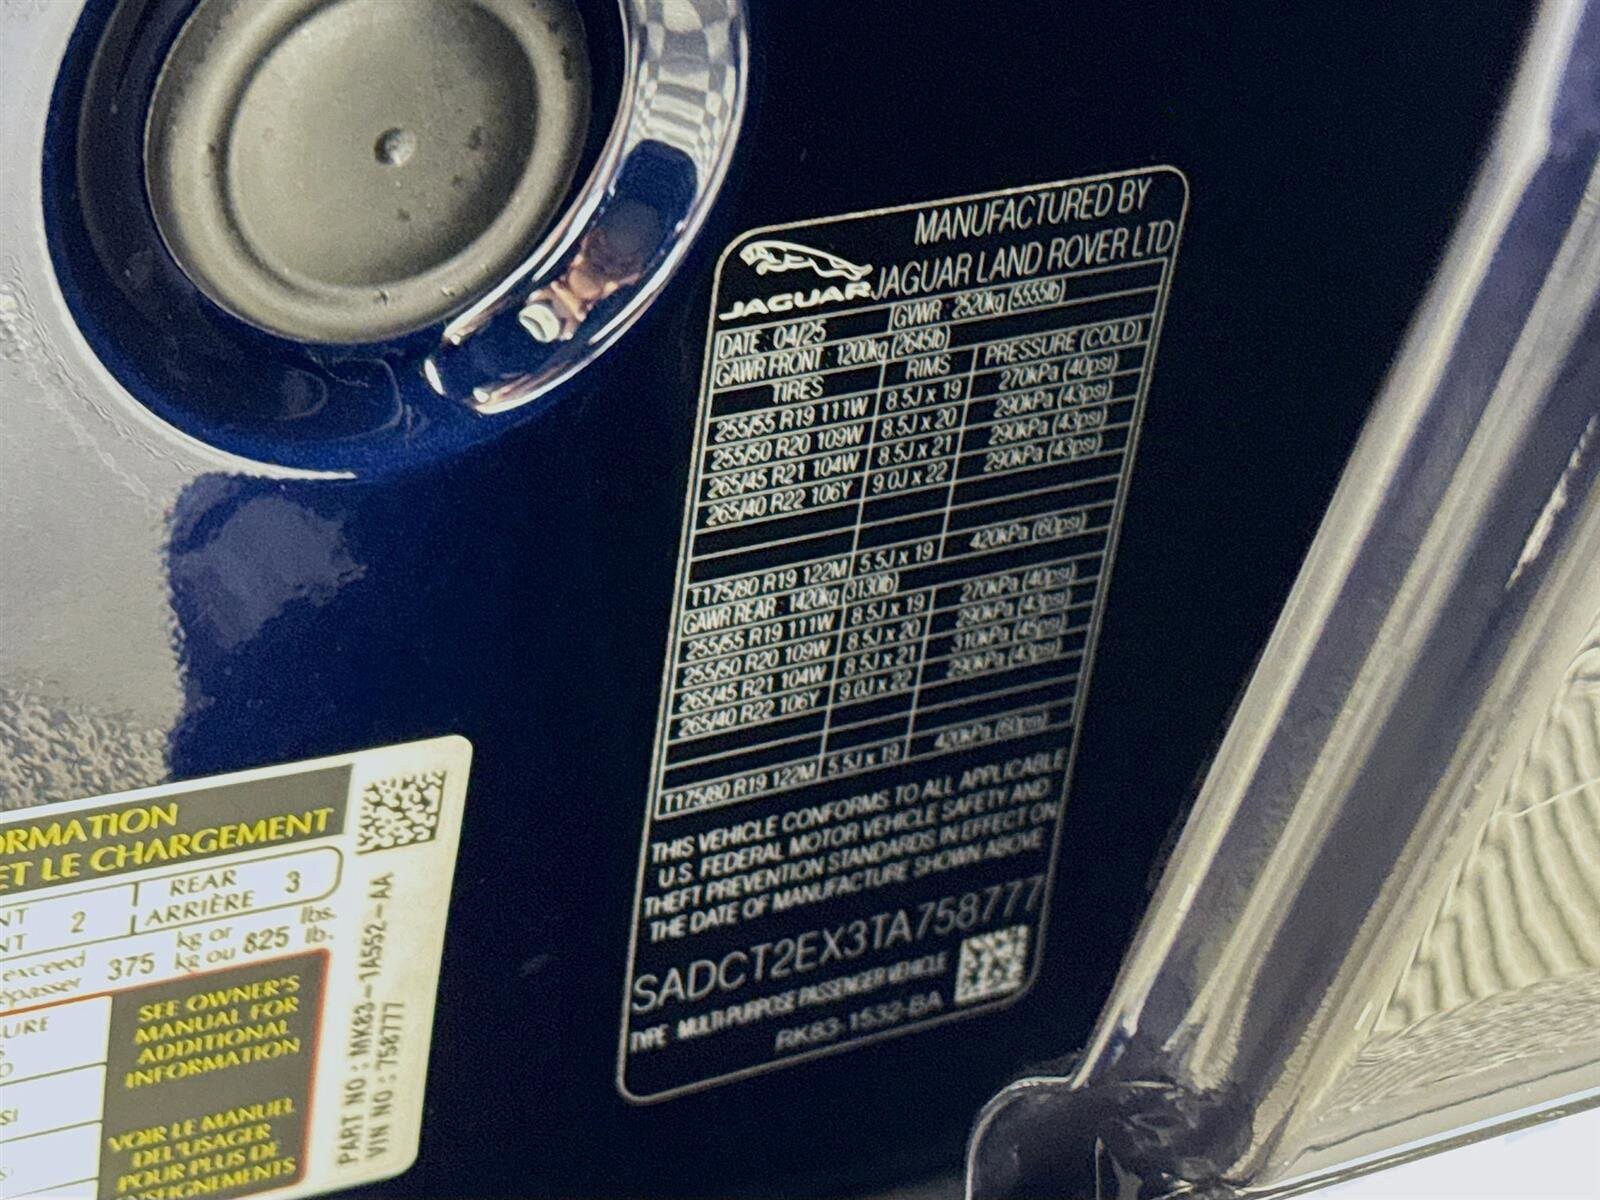 MANUFACTURED BY
JAGUAR JAGUAR LAND ROVER LTD
DATE : 04/25 GVWR : 2520kg (5555lb)
GAWR FRONT : 1200kg (2645lb)
TIRES RIMS PRESSURE (COLD)
255/55 R19 111W 8.5J x 19 270kPa (40psi)
255/50 R20 109W 8.5J x 20 290kPa (43psi)
265/45 R21 104W 8.5J x 21 290kPa (43psi)
265/40 R22 106Y 9.0J x 22 290kPa (43psi)
T175/80 R19 122M 5.5J x 19 420kPa (60psi)
GAWR REAR : 1420kg (3130lb)
255/55 R19 111W 8.5J x 19 270kPa (40psi)
255/50 R20 109W 8.5J x 20 290kPa (43psi)
265/45 R21 104W 8.5J x 21 310kPa (45psi)
265/40 R22 106Y 9.0J x 22 290kPa (43psi)
T175/80 R19 122M 5.5J x 19 420kPa (60psi)
THIS VEHICLE CONFORMS TO ALL APPLICABLE
U.S. FEDERAL MOTOR VEHICLE SAFETY AND
THEFT PREVENTION STANDARDS IN EFFECT ON
THE DATE OF MANUFACTURE SHOWN ABOVE
SADCT2EX3TA758777
TYPE MULTIPURPOSE PASSENGER VEHICLE
RK83-1532-BA
ORMATION
ET LE CHARGEMENT
NT 2 REAR 3
NT ARRIÈRE
exceed 375 kg or 825 lbs.
épasser kg ou lb.
URE
SEE OWNER'S
MANUAL FOR
ADDITIONAL
INFORMATION
SI
VOIR LE MANUEL
DE L'USAGER
POUR PLUS DE
NSEIGNEMENTS
PART NO : MK83-1A552-AA
VIN NO : 758777